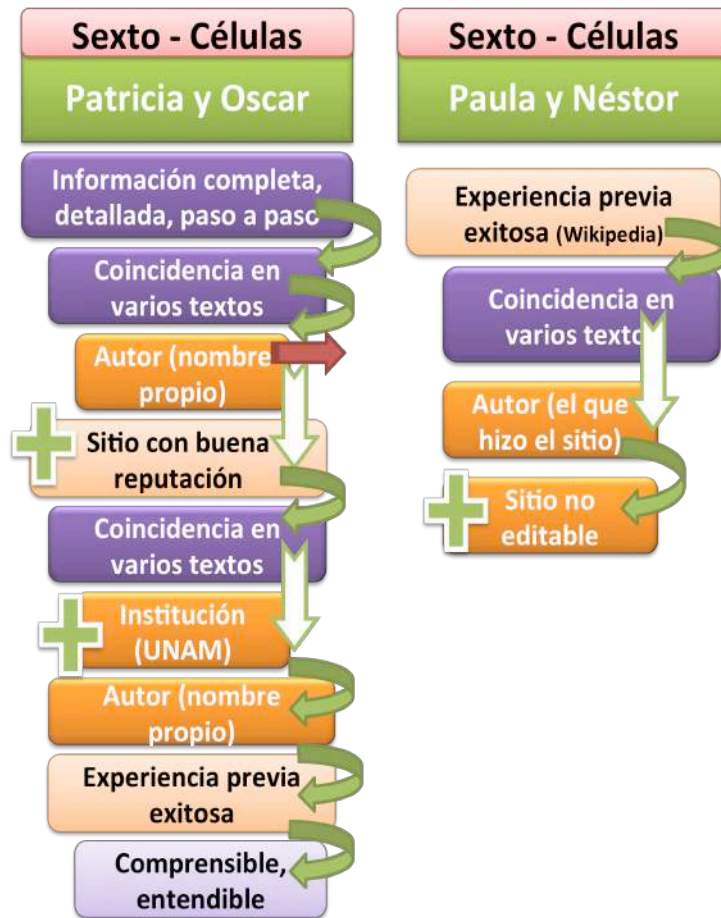 Sexto - Células
Patricia y Oscar
Información completa,
detallada, paso a paso
Coincidencia en
varios textos
Autor (nombre
propio)
Sitio con buena
reputación
Coincidencia en
varios textos
Institución
(UNAM)
Autor (nombre
propio)
Experiencia previa
exitosa
Comprensible,
entendible
Sexto - Células
Paula y Néstor
Experiencia previa
exitosa (Wikipedia)
Coincidencia en
varios texto
Autor (el que
hizo el sitio)
Sitio no
editable